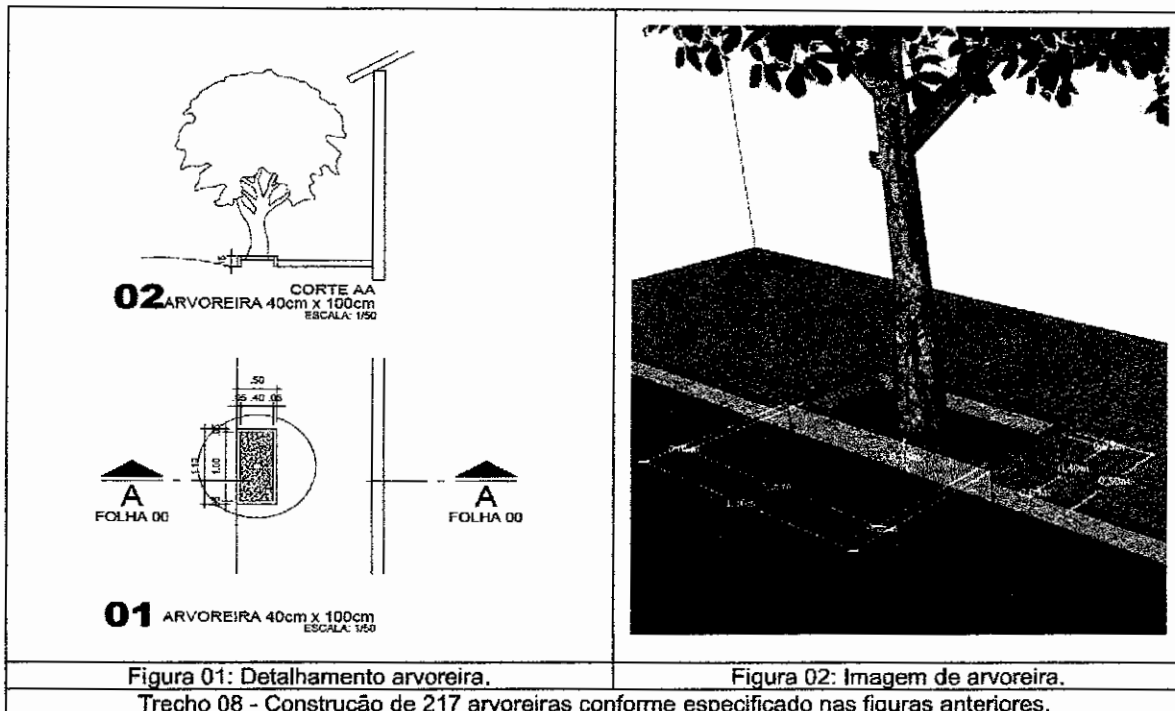 02 CORTE AA
ARVOREIRA 40cm x 100cm
ESCALA: 1/50
.50
.05 .40 .05
1.00
A
FOLHA 00
A
FOLHA 00
01 ARVOREIRA 40cm x 100cm
ESCALA: 1/50
Figura 01: Detalhamento arvoreira.
Figura 02: Imagem de arvoreira.
Trecho 08 - Construção de 217 arvoreiras conforme especificado nas figuras anteriores.